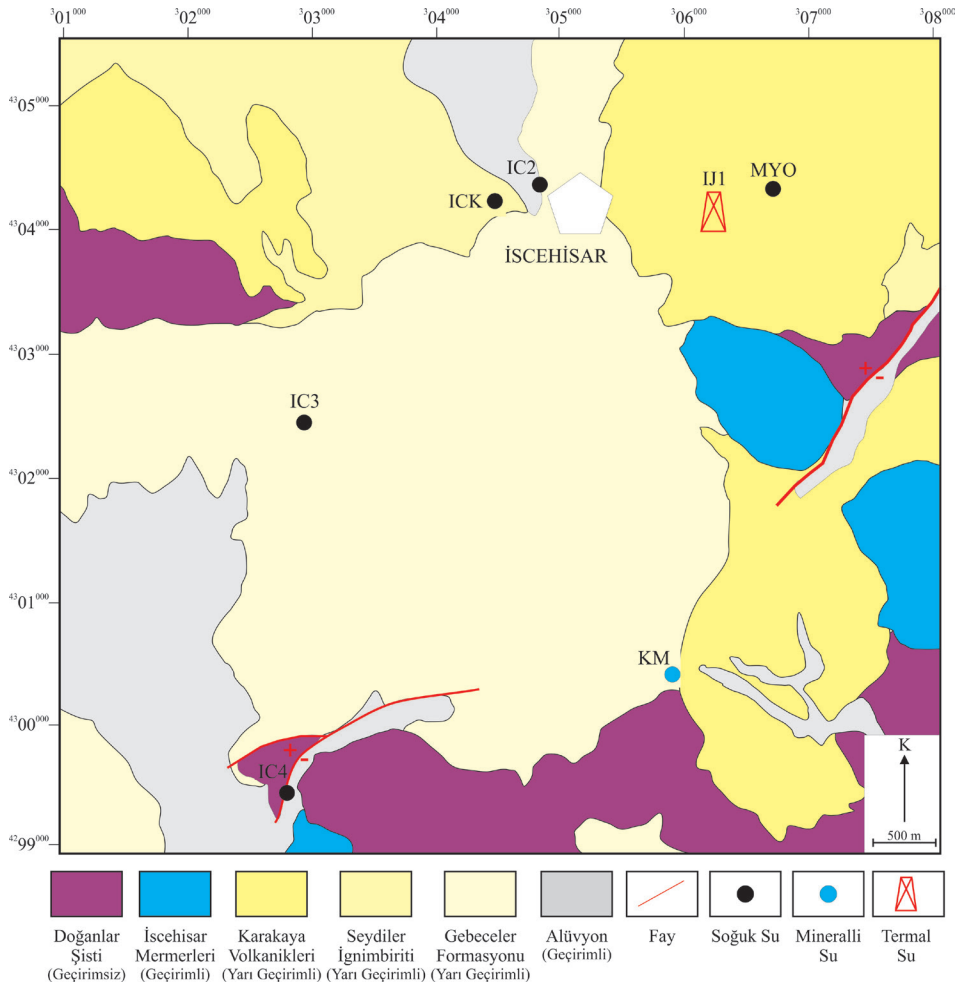 ³01⁰⁰⁰ ³02⁰⁰⁰ ³03⁰⁰⁰ ³04⁰⁰⁰ ³05⁰⁰⁰ ³06⁰⁰⁰ ³07⁰⁰⁰ ³08⁰⁰⁰
⁴³05⁰⁰⁰
IC2
IJ1
MYO
ICK
⁴³04⁰⁰⁰
İSCEHİSAR
⁴³03⁰⁰⁰
+
-
IC3
⁴³02⁰⁰⁰
⁴³01⁰⁰⁰
KM
⁴³00⁰⁰⁰
K
+
-
IC4
500 m
⁴²99⁰⁰⁰
Doğanlar
Şisti
(Geçirimsiz)
İscehisar
Mermerleri
(Geçirimli)
Karakaya
Volkanikleri
(Yarı Geçirimli)
Seydiler
İgnimbiriti
(Yarı Geçirimli)
Gebeceler
Formasyonu
(Yarı Geçirimli)
Alüvyon
(Geçirimli)
Fay
Soğuk Su
Mineralli
Su
Termal
Su